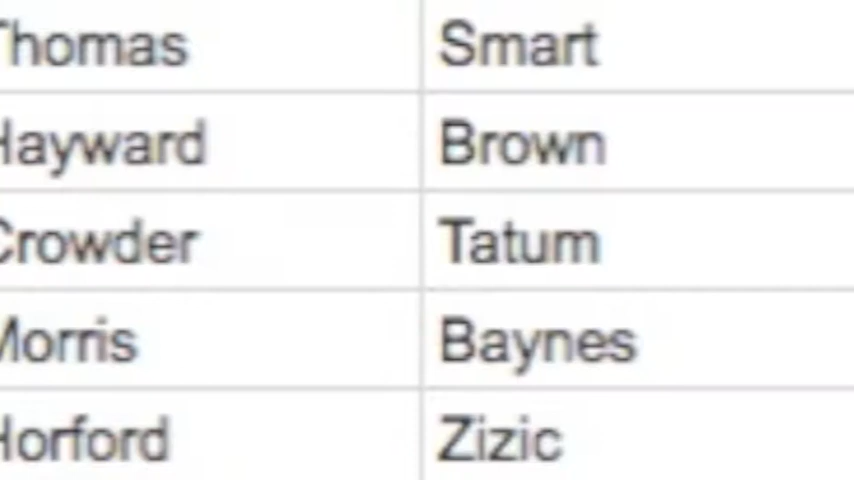 Thomas Smart
Hayward Brown
Crowder Tatum
Morris Baynes
Horford Zizic